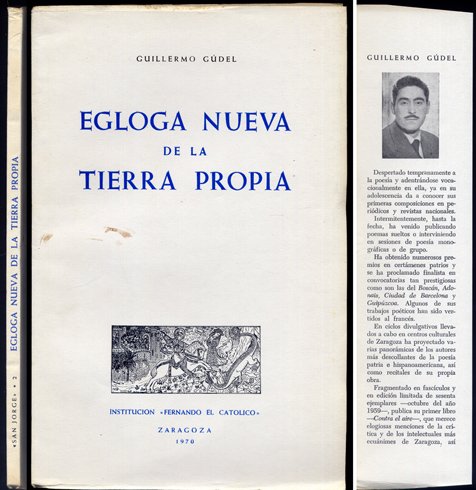 EGLOGA NUEVA DE LA TIERRA PROPIA
«SAN JORGE» - 2
GUILLERMO GÚDEL
EGLOGA NUEVA
DE LA
TIERRA PROPIA
INSTITUCION «FERNANDO EL CATOLICO»
ZARAGOZA
1970
GUILLERMO GÚDEL
Despertado tempranamente a
la poesía y adentrándose voca-
cionalmente en ella, ya en su
adolescencia da a conocer sus
primeras composiciones en pe-
riódicos y revistas nacionales.
Intermitentemente, hasta la
fecha, ha venido publicando
poemas sueltos o interviniendo
en sesiones de poesía mono-
gráficas o de grupo.
Ha obtenido numerosos pre-
mios en certámenes patrios y
se ha proclamado finalista en
convocatorias tan prestigiosas
como son las del Boscán, Ado-
nais, Ciudad de Barcelona y
Guipúzcoa. Algunos de sus
trabajos poéticos han sido ver-
tidos al francés.
En ciclos divulgativos lleva-
dos a cabo en centros culturales
de Zaragoza ha proyectado va-
rias panorámicas de los autores
más descollantes de la poesía
patria e hispanoamericana, así
como recitales de su propia
obra.
Fragmentado en fascículos y
en edición limitada de sesenta
ejemplares —octubre del año
1959—, publica su primer libro
—Contra el aire—, que merece
elogiosas menciones de la crí-
tica y de los intelectuales más
ecuánimes de Zaragoza, así